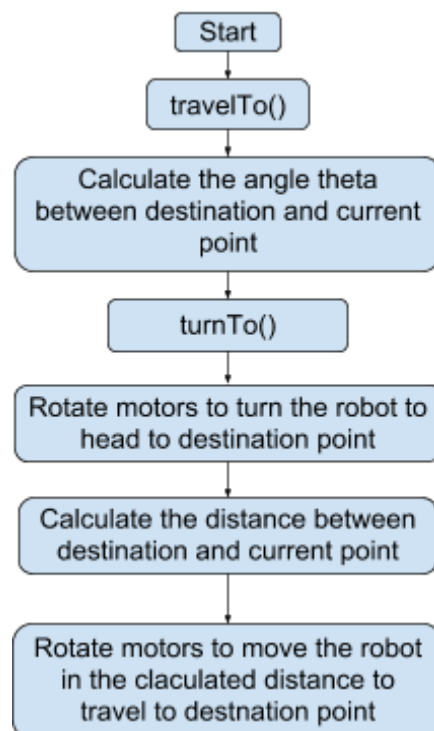 Start
travelTo()
Calculate the angle theta
between destination and current
point
turnTo()
Rotate motors to turn the robot to
head to destination point
Calculate the distance between
destination and current point
Rotate motors to move the robot
in the claculated distance to
travel to destnation point